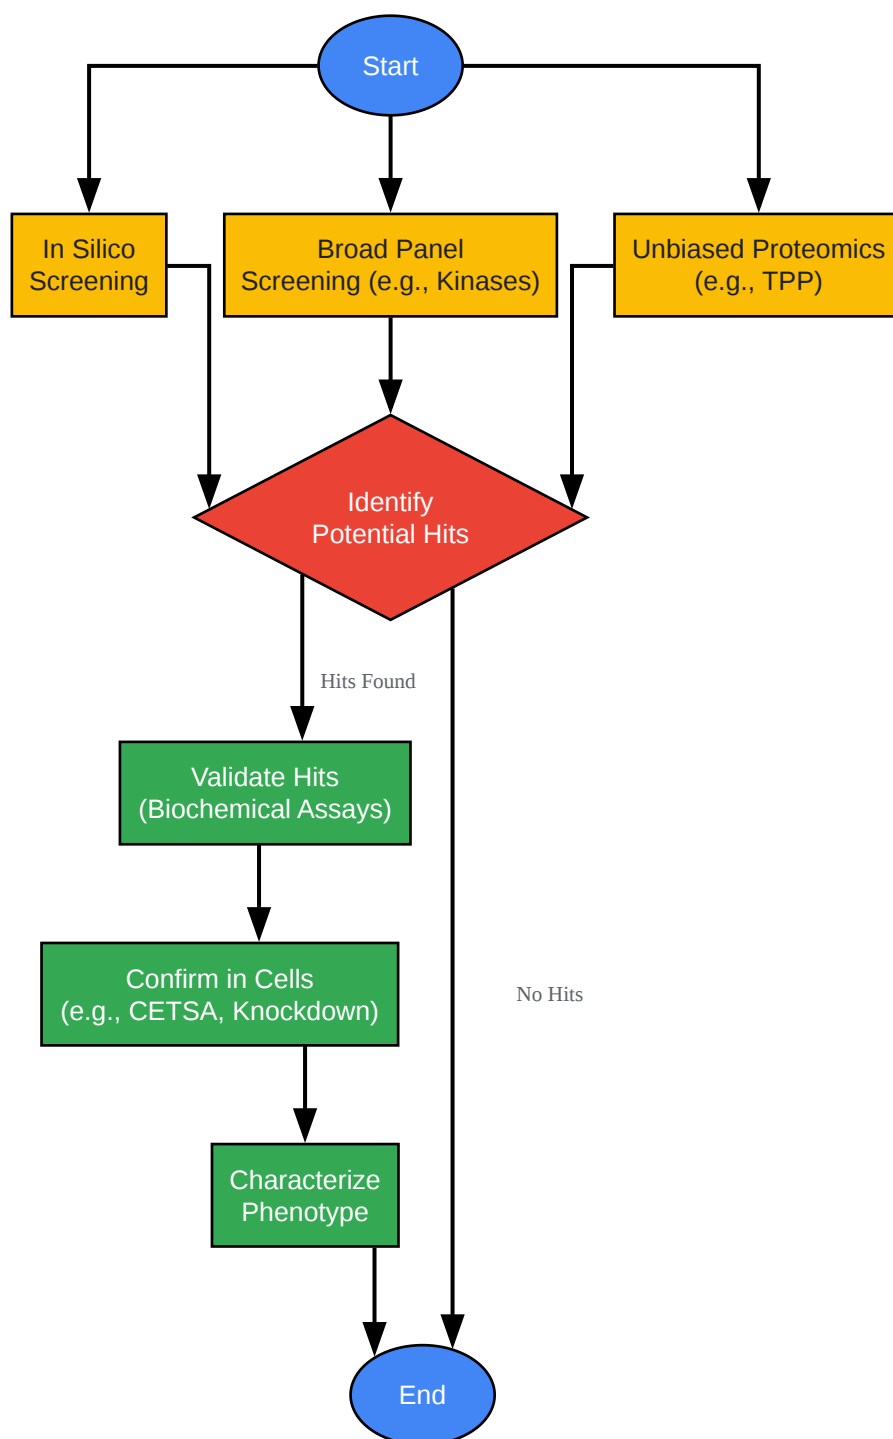 Start
In Silico
Screening
Broad Panel
Screening (e.g., Kinases)
Unbiased Proteomics
(e.g., TPP)
Identify
Potential Hits
Hits Found
Validate Hits
(Biochemical Assays)
Confirm in Cells
(e.g., CETSA, Knockdown)
No Hits
Characterize
Phenotype
End